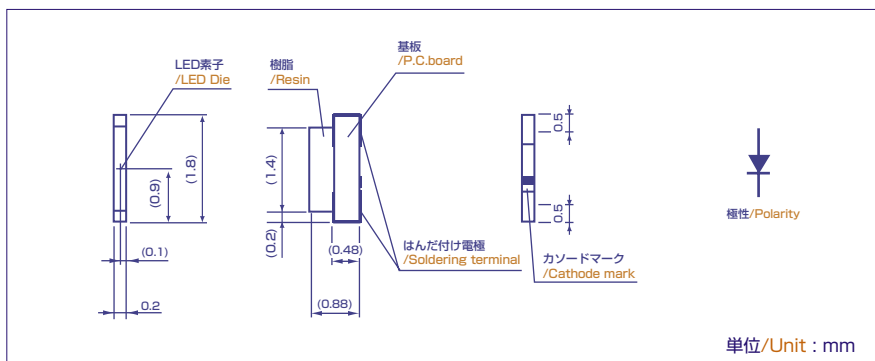 LED素子
/LED Die
樹脂
/Resin
基板
/P.C.board
(1.8)
(0.9)
(0.1)
0.2
(1.4)
(0.2)
(0.48)
(0.88)
はんだ付け電極
/Soldering terminal
0.5
0.5
カソードマーク
/Cathode mark
極性/Polarity
単位/Unit : mm